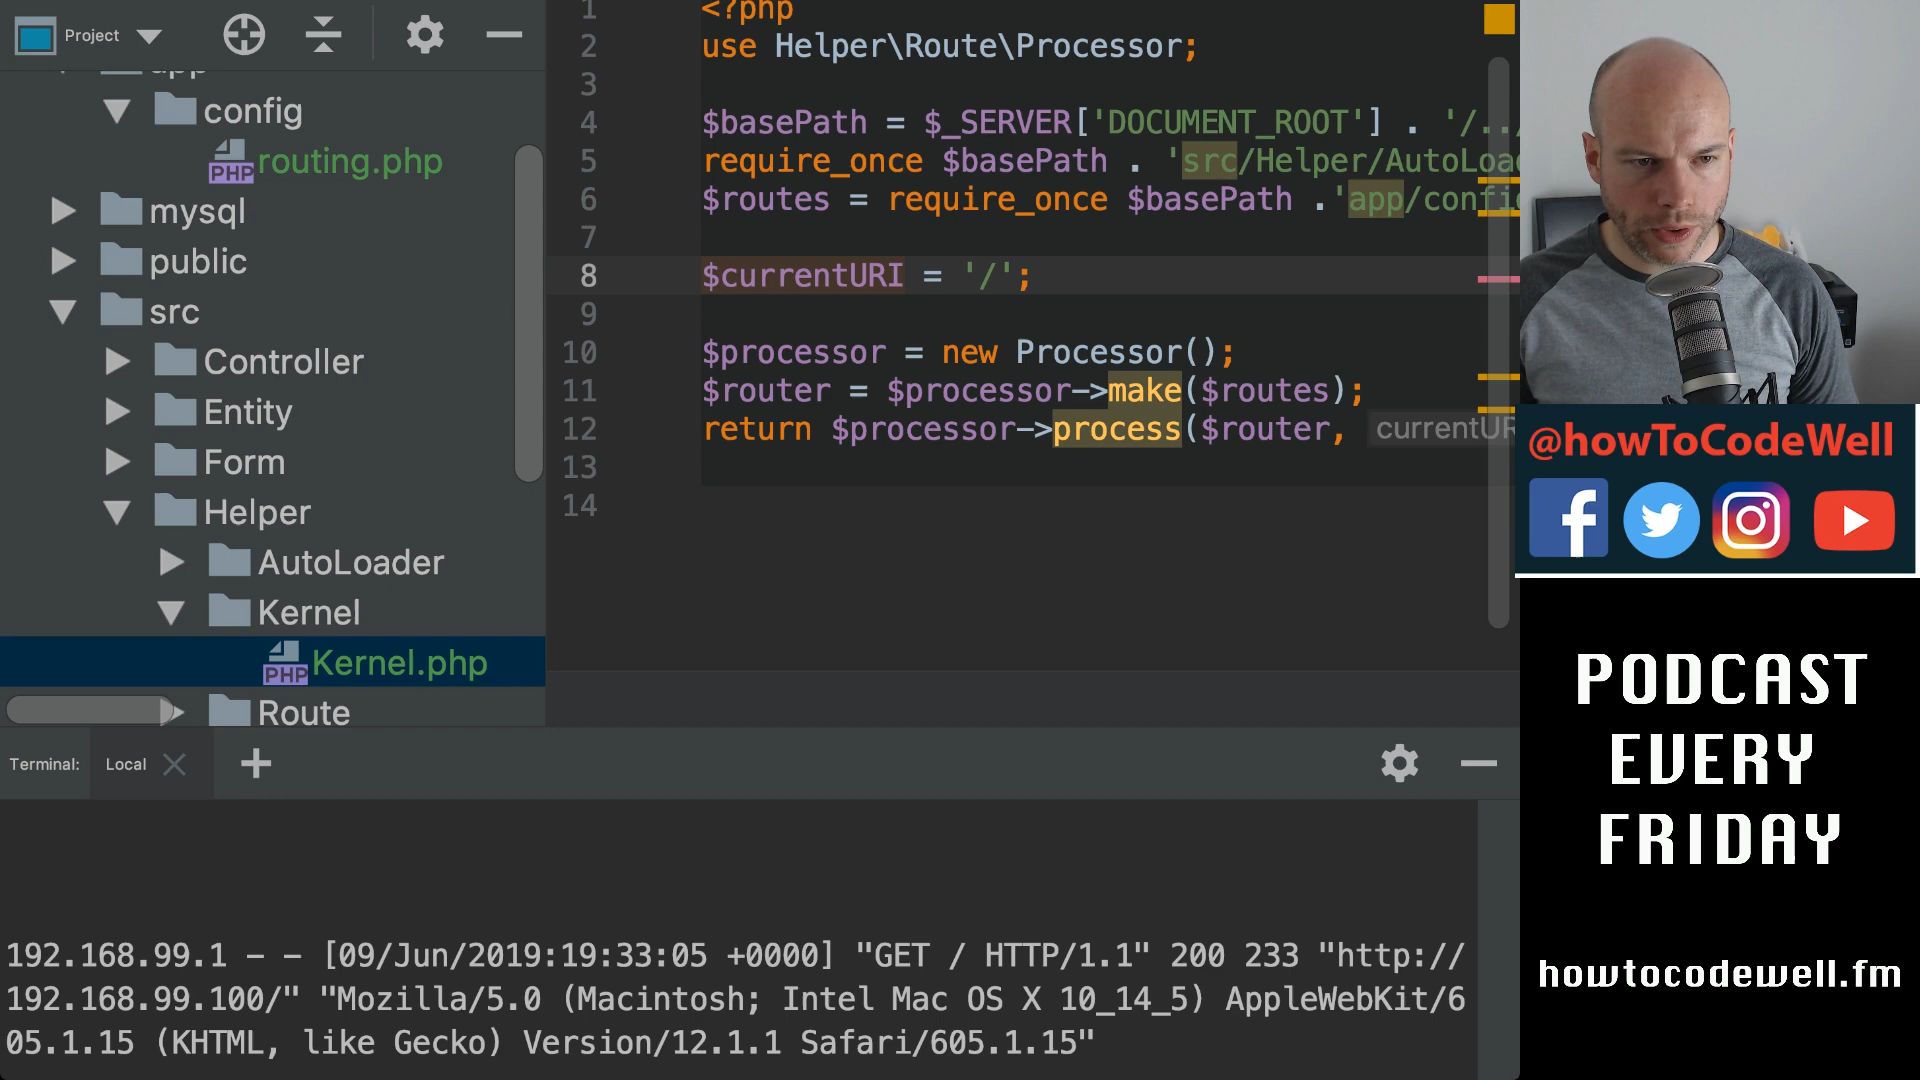 Project
app
config
routing.php
mysql
public
src
Controller
Entity
Form
Helper
AutoLoader
Kernel
Kernel.php
Route
1 <?php
2 use Helper\Route\Processor;
3
4 $basePath = $_SERVER['DOCUMENT_ROOT'] . '/../
5 require_once $basePath . 'src/Helper/AutoLoa
6 $routes = require_once $basePath .'app/config
7
8 $currentURI = '/';
9
10 $processor = new Processor();
11 $router = $processor->make($routes);
12 return $processor->process($router, currentUR
13
14
Terminal: Local
192.168.99.1 - - [09/Jun/2019:19:33:05 +0000] "GET / HTTP/1.1" 200 233 "http://
192.168.99.100/" "Mozilla/5.0 (Macintosh; Intel Mac OS X 10_14_5) AppleWebKit/6
05.1.15 (KHTML, like Gecko) Version/12.1.1 Safari/605.1.15"
@howToCodeWell
PODCAST
EVERY
FRIDAY
howtocodewell.fm